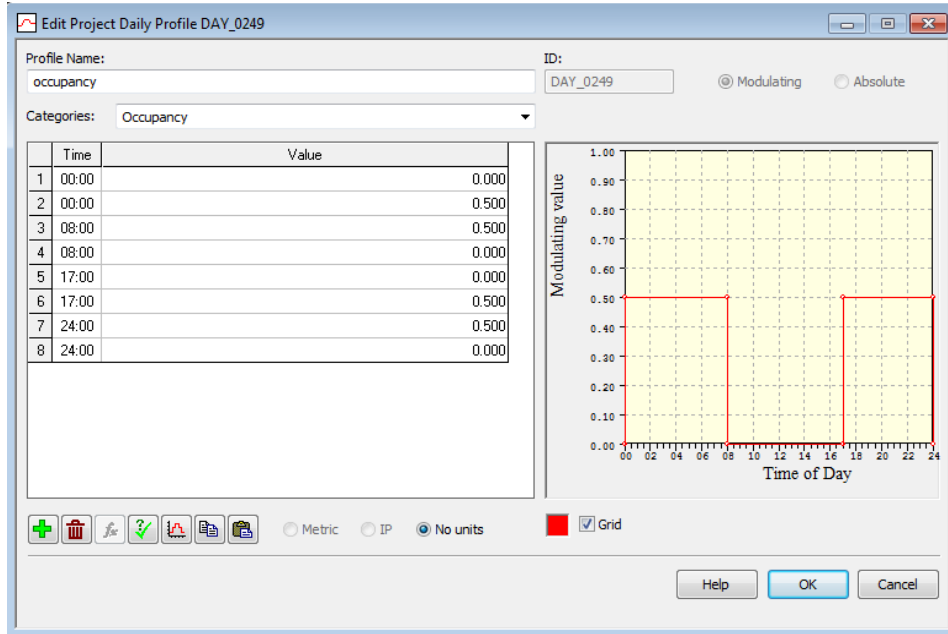 Edit Project Daily Profile DAY_0249
Profile Name:
ID:
occupancy
DAY_0249
Modulating
Absolute
Categories:
Occupancy
Time Value
1 00:00 0.000
2 00:00 0.500
3 08:00 0.500
4 08:00 0.000
5 17:00 0.000
6 17:00 0.500
7 24:00 0.500
8 24:00 0.000
Modulating value
1.00
0.90
0.80
0.70
0.60
0.50
0.40
0.30
0.20
0.10
0.00
00 02 04 06 08 10 12 14 16 18 20 22 24
Time of Day
fx
?
Metric
IP
No units
Grid
Help
OK
Cancel